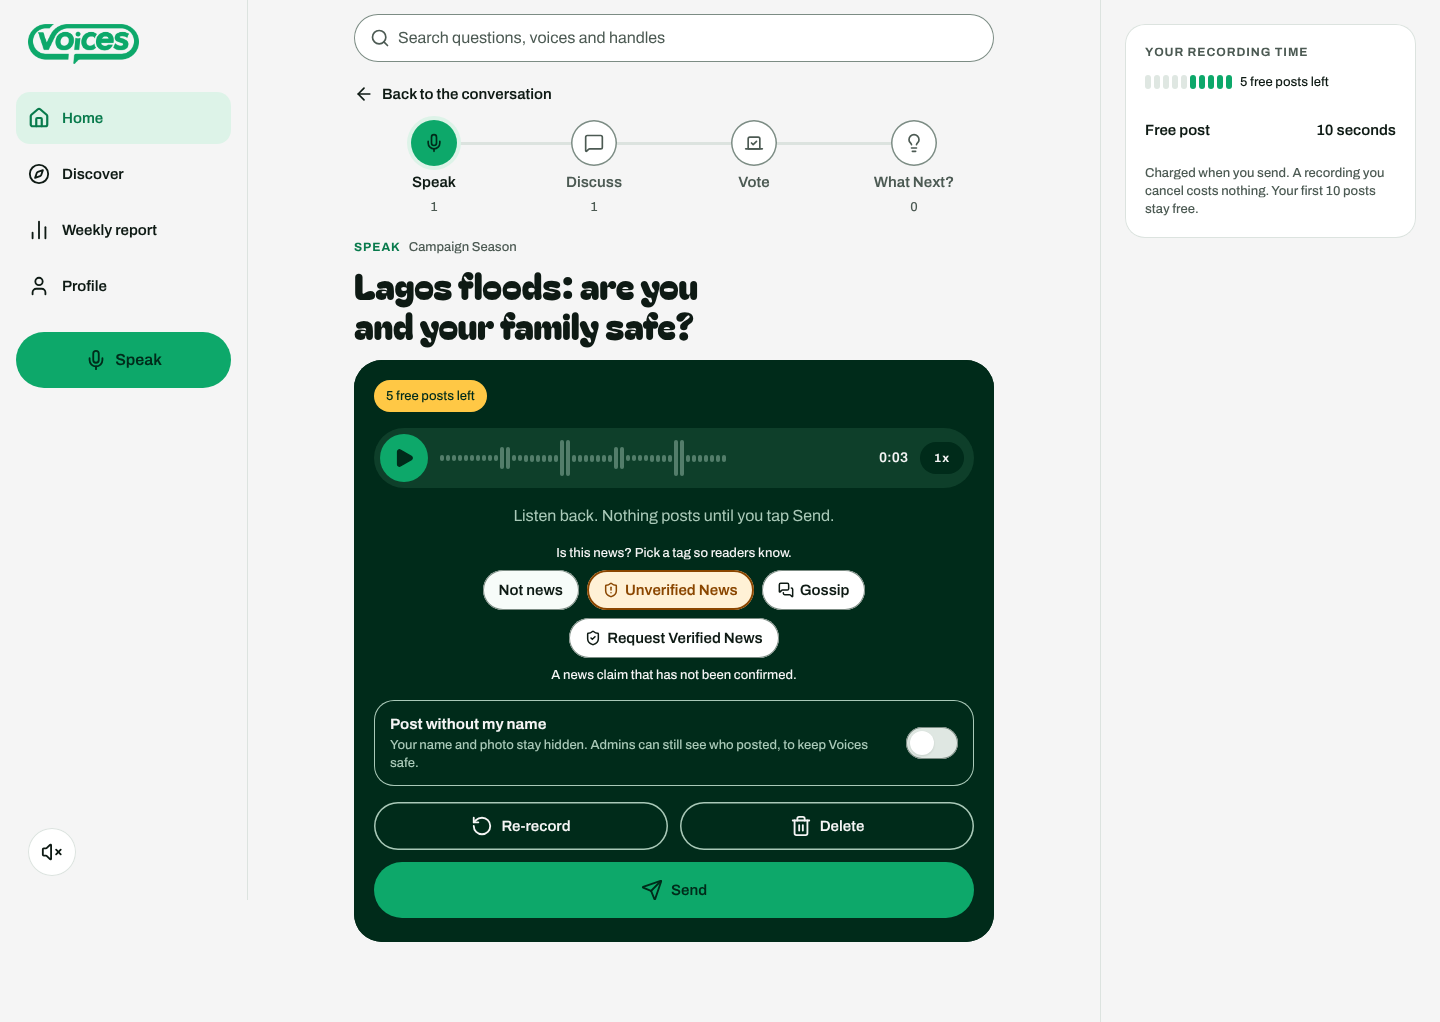 Voices
Home
Discover
Weekly report
Profile
Speak
Search questions, voices and handles
Back to the conversation
Speak
1
Discuss
1
Vote
What Next?
0
SPEAK Campaign Season
Lagos floods: are you
and your family safe?
5 free posts left
0:03
1x
Listen back. Nothing posts until you tap Send.
Is this news? Pick a tag so readers know.
Not news
Unverified News
Gossip
Request Verified News
A news claim that has not been confirmed.
Post without my name
Your name and photo stay hidden. Admins can still see who posted, to keep Voices
safe.
Re-record
Delete
Send
YOUR RECORDING TIME
5 free posts left
Free post 10 seconds
Charged when you send. A recording you
cancel costs nothing. Your first 10 posts
stay free.